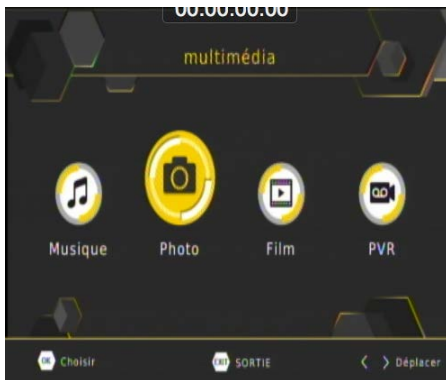 00:00:00:00
multimédia
Musique Photo Film PVR
OK Choisir EXIT SORTIE < > Déplacer